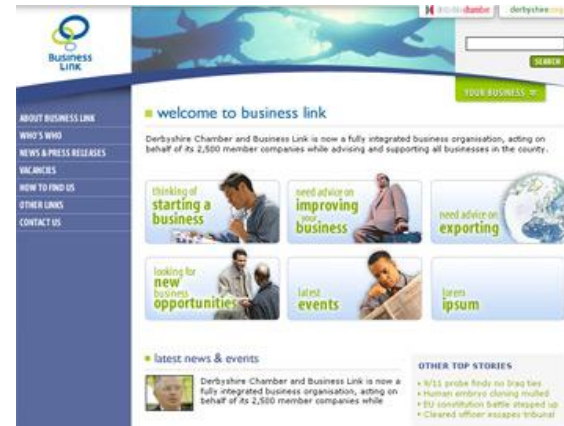 derbyshire chamber
derbyshire.org
BUSINESS
LINK
SEARCH
YOUR BUSINESS
ABOUT BUSINESS LINK
WHO'S WHO
NEWS & PRESS RELEASES
VACANCIES
HOW TO FIND US
OTHER LINKS
CONTACT US
welcome to business link
Derbyshire Chamber and Business Link is now a fully integrated business organisation, acting on
behalf of its 2,500 member companies while advising and supporting all businesses in the county.
thinking of
starting a
business
need advice on
improving
your
business
need advice on
exporting
looking for
new
business
opportunities
latest
events
lorem
ipsum
latest news & events
Derbyshire Chamber and Business Link is now a
fully integrated business organisation, acting on
behalf of its 2,500 member companies while
OTHER TOP STORIES
9/11 probe finds no Iraq ties
Human embryo cloning mulled
EU constitution battle stepped up
Cleared officer escapes tribunal